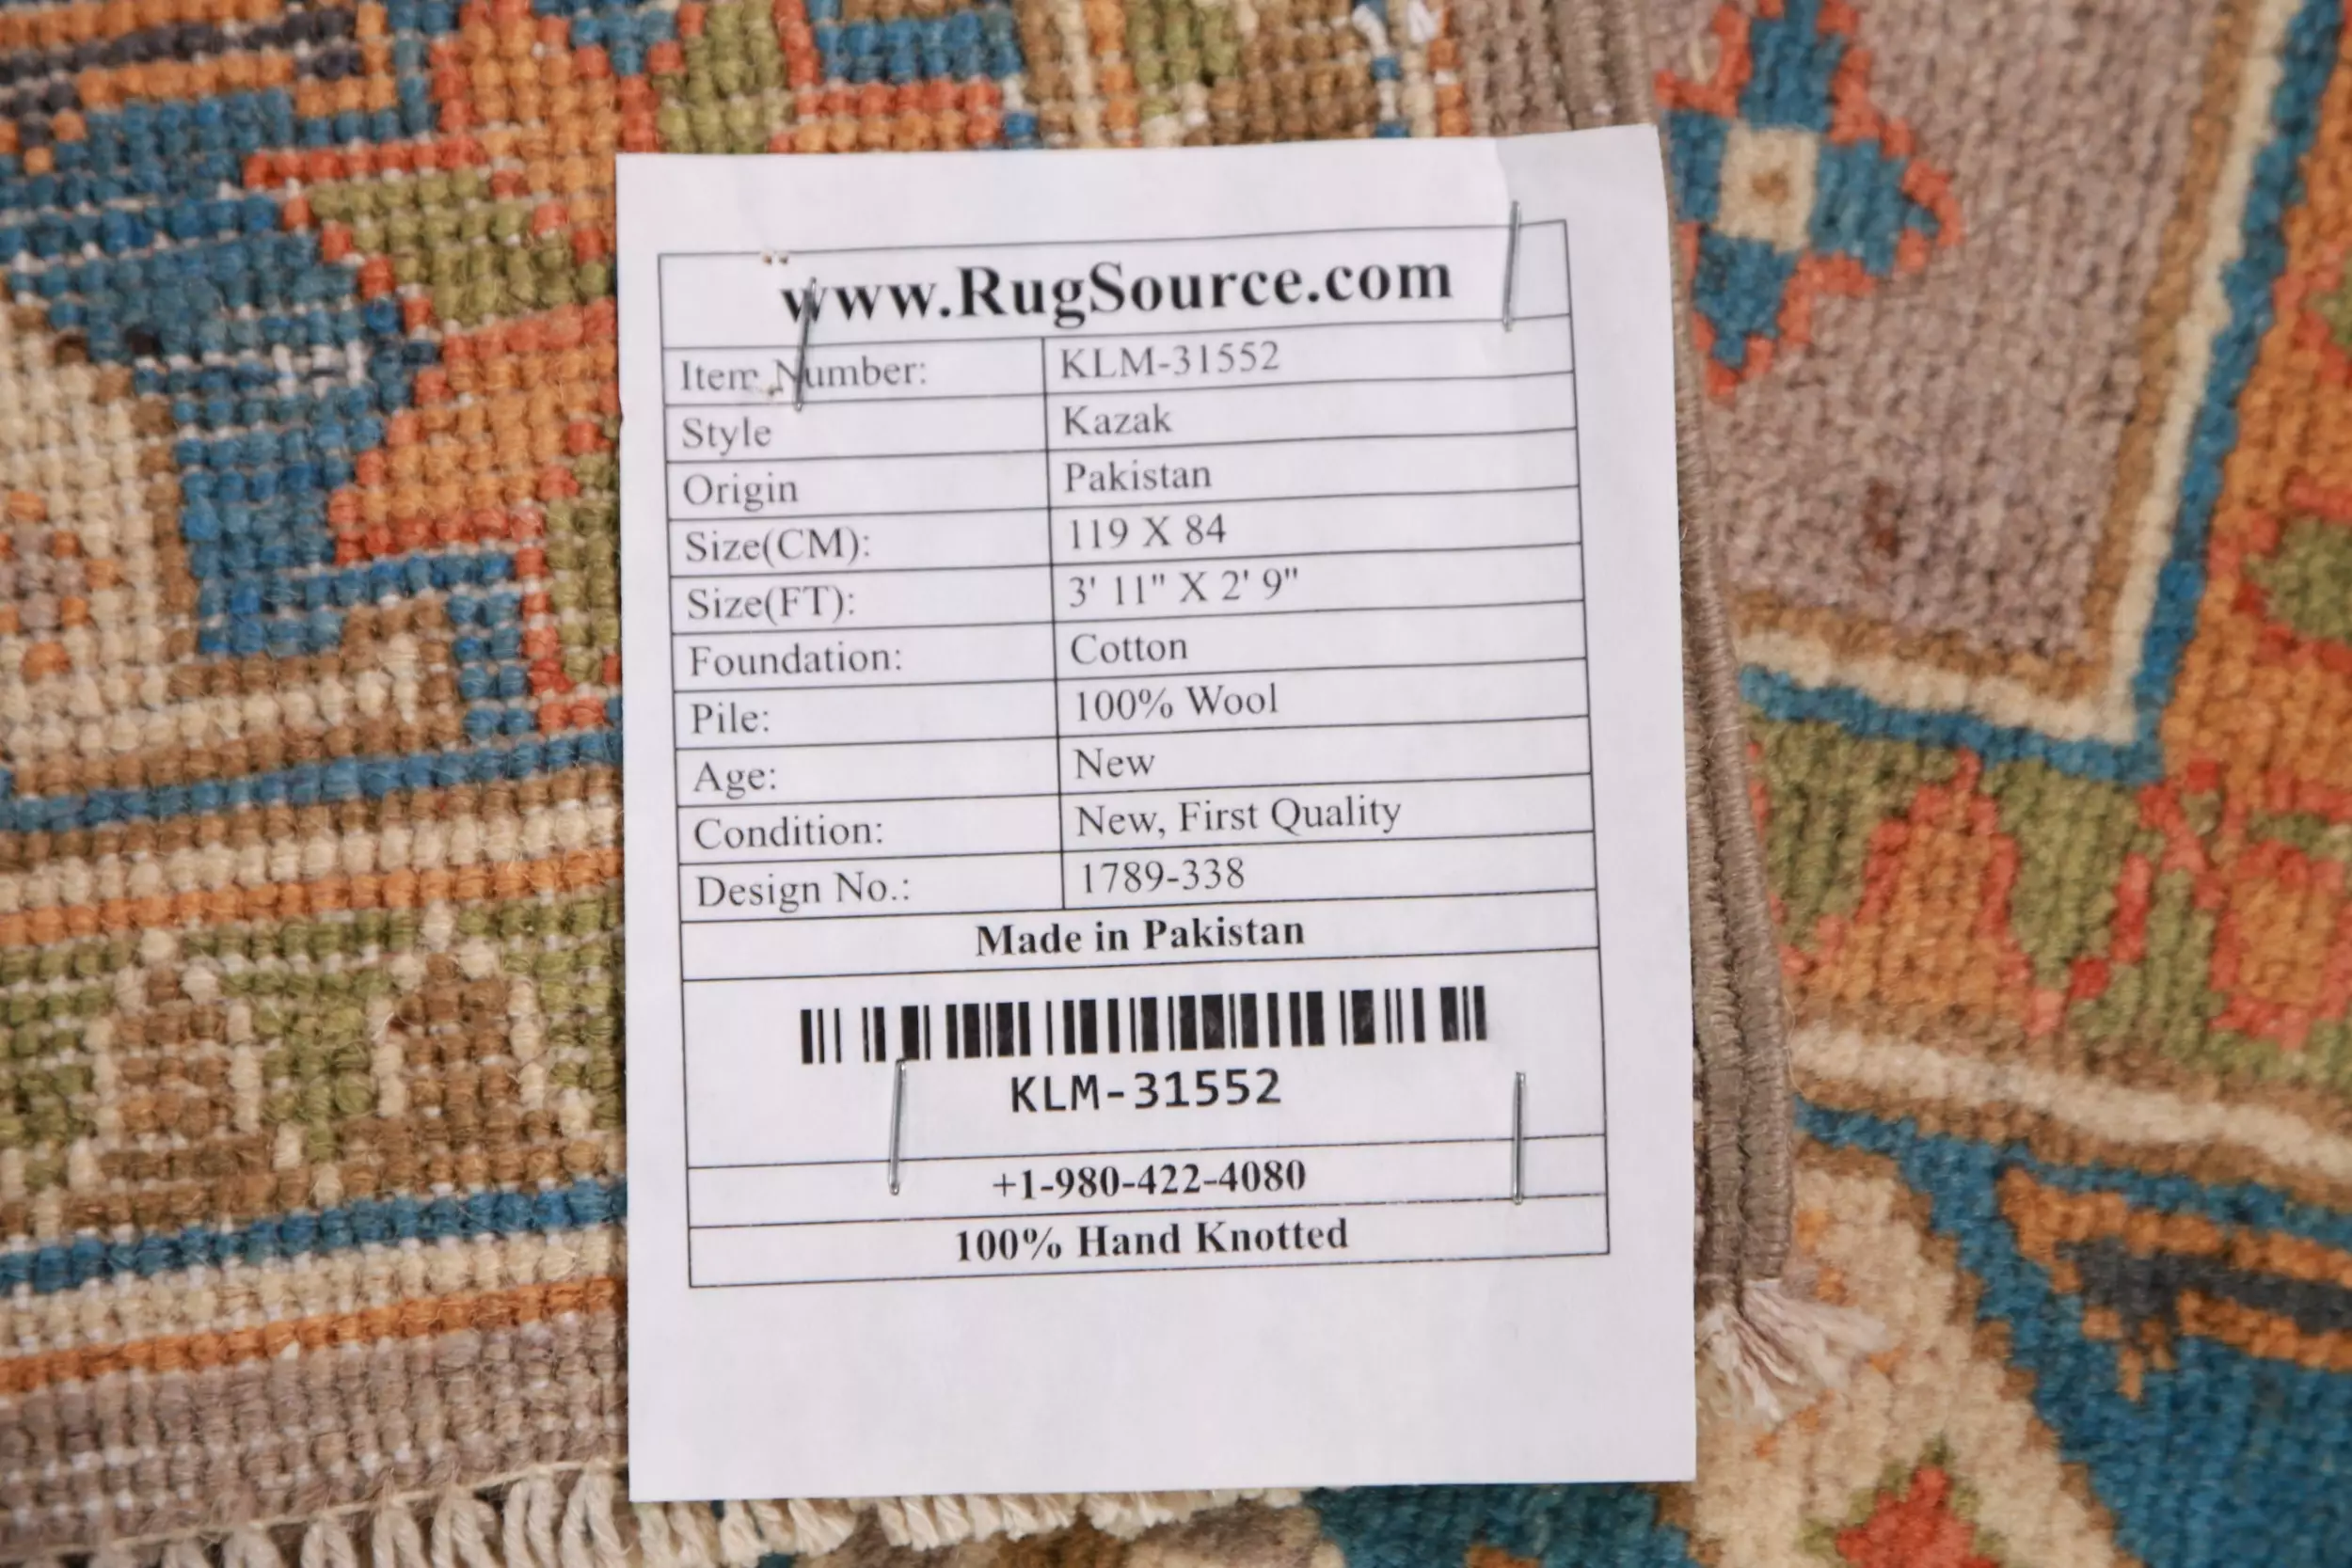 www.RugSource.com
Item Number: KLM-31552
Style Kazak
Origin Pakistan
Size(CM): 119 X 84
Size(FT): 3' 11" X 2' 9"
Foundation: Cotton
Pile: 100% Wool
Age: New
Condition: New, First Quality
Design No.: 1789-338
Made in Pakistan
KLM-31552
+1-980-422-4080
100% Hand Knotted